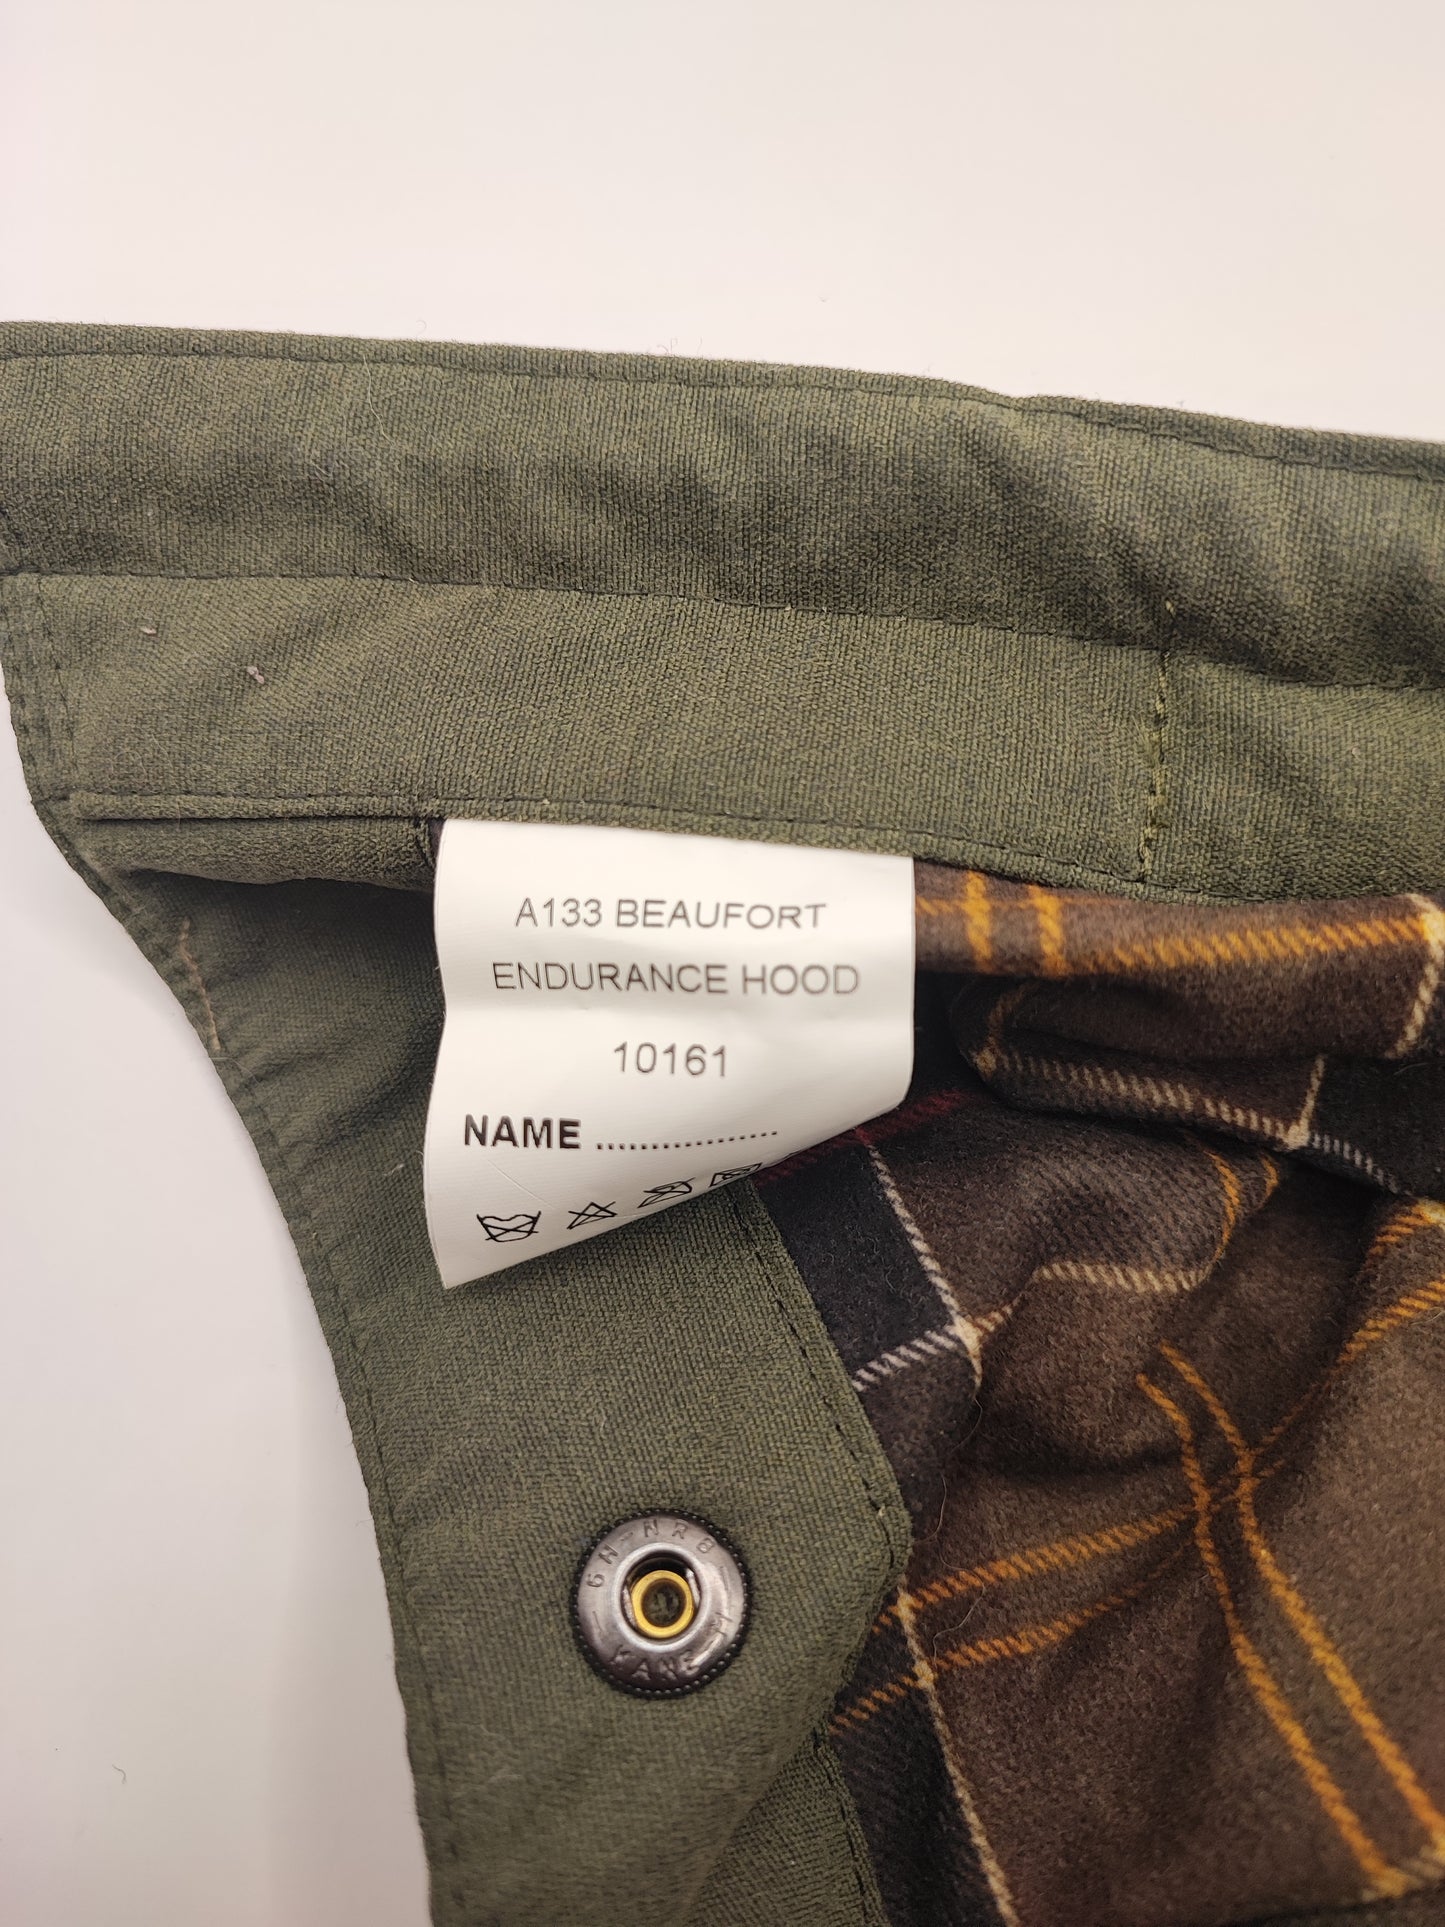 A133 BEAUFORT
ENDURANCE HOOD
10161
NAME ..................